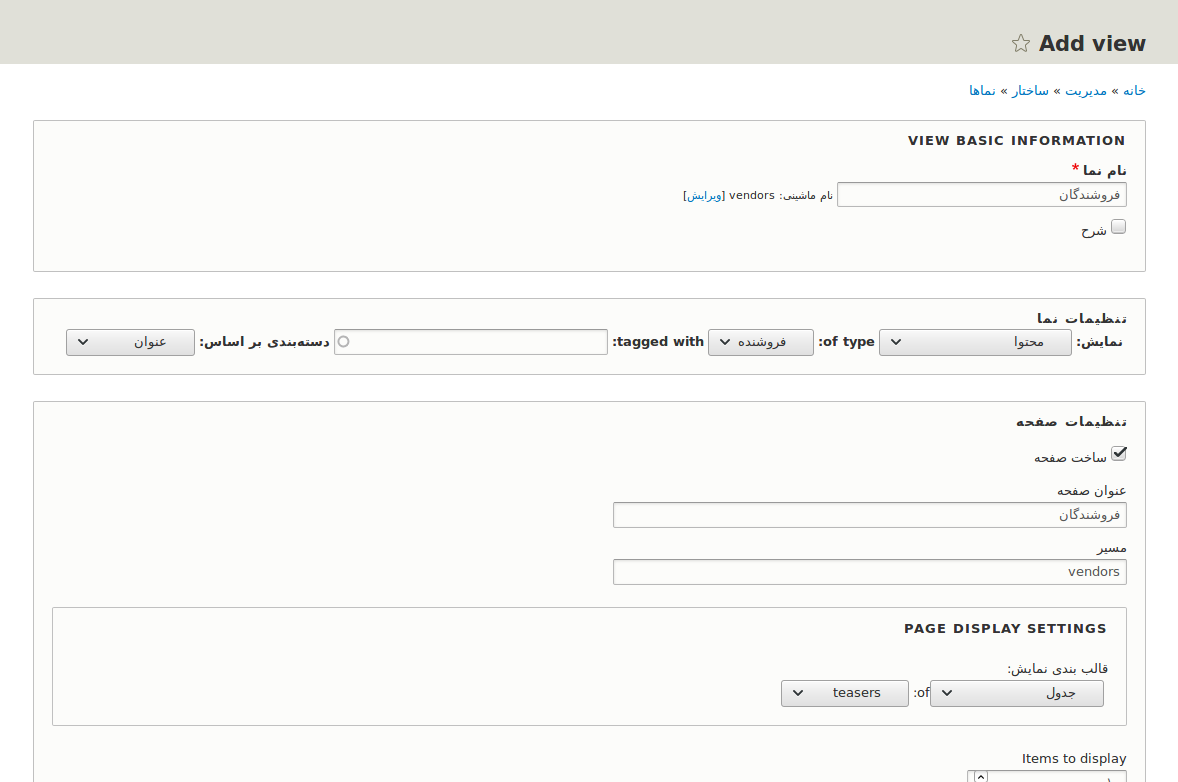 Add view
خانه » مدیریت » ساختار » نماها
VIEW BASIC INFORMATION
نام نما *
فروشندگان نام ماشینی: vendors [ویرایش]
شرح
تنظیمات نما
نمایش: محتوا of type: فروشنده tagged with: دسته‌بندی بر اساس: عنوان
تنظیمات صفحه
ساخت صفحه
عنوان صفحه
فروشندگان
مسیر
vendors
PAGE DISPLAY SETTINGS
قالب بندی نمایش:
جدول of: teasers
Items to display